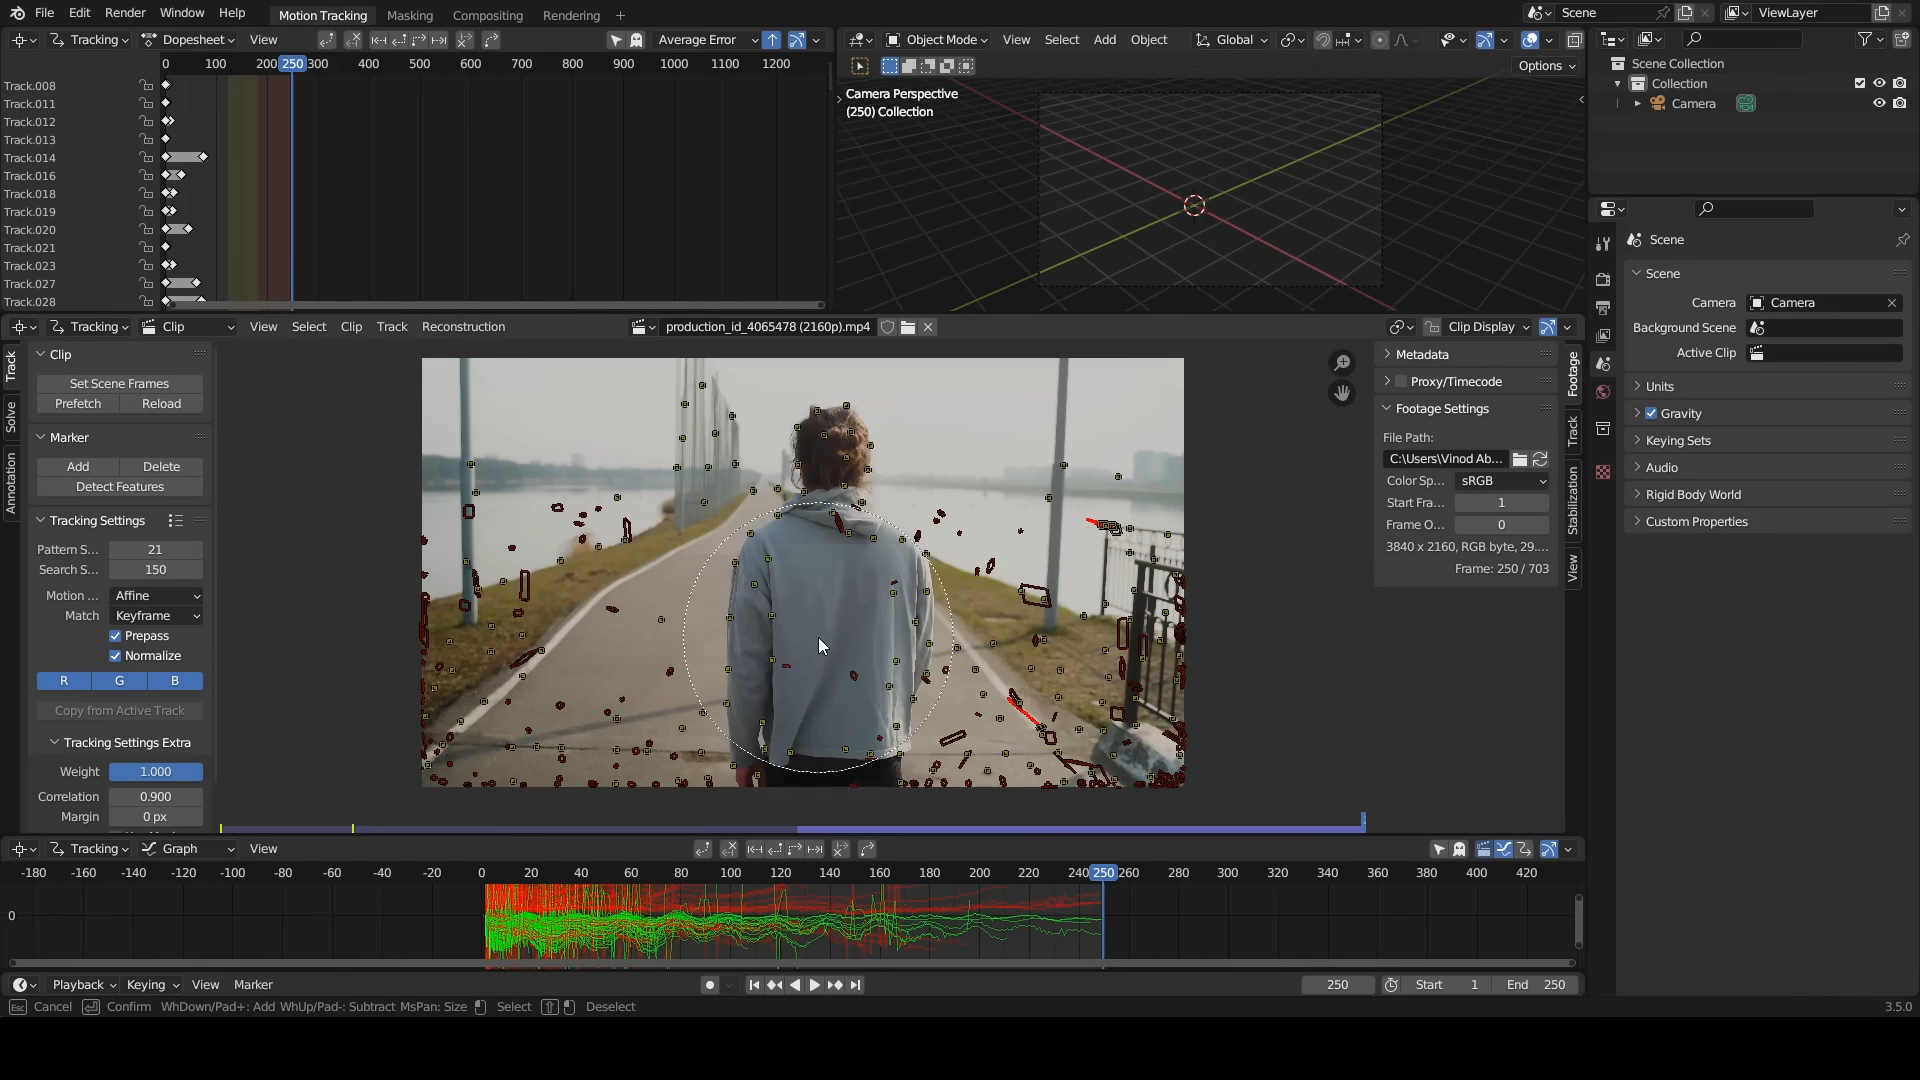 File Edit Render Window Help Motion Tracking Masking Compositing Rendering + Scene ViewLayer
Tracking Dopesheet View Average Error
0 100 200 250 300 400 500 600 700 800 900 1000 1100 1200
Track.008
Track.011
Track.012
Track.013
Track.014
Track.016
Track.018
Track.019
Track.020
Track.021
Track.023
Track.027
Track.028
Object Mode View Select Add Object Global
Options
Camera Perspective
(250) Collection
Scene Collection
Collection
Camera
Scene
Scene
Camera Camera
Background Scene
Active Clip
Units
Gravity
Keying Sets
Audio
Rigid Body World
Custom Properties
Tracking Clip View Select Clip Track Reconstruction production_id_4065478 (2160p).mp4 Clip Display
Track
Solve
Annotation
Clip
Set Scene Frames
Prefetch Reload
Marker
Add Delete
Detect Features
Tracking Settings
Pattern S... 21
Search S... 150
Motion ... Affine
Match Keyframe
Prepass
Normalize
R G B
Copy from Active Track
Tracking Settings Extra
Weight 1.000
Correlation 0.900
Margin 0 px
Metadata
Proxy/Timecode
Footage Settings
File Path:
C:\Users\Vinod Ab...
Color Sp... sRGB
Start Fra... 1
Frame O... 0
3840 x 2160, RGB byte, 29....
Frame: 250 / 703
Footage
Track
Stabilization
View
Tracking Graph View
-180 -160 -140 -120 -100 -80 -60 -40 -20 0 20 40 60 80 100 120 140 160 180 200 220 240 250 260 280 300 320 340 360 380 400 420
0
Playback Keying View Marker 250 Start 1 End 250
Esc Cancel Confirm WhDown/Pad+: Add WhUp/Pad-: Subtract MsPan: Size Select Deselect 3.5.0